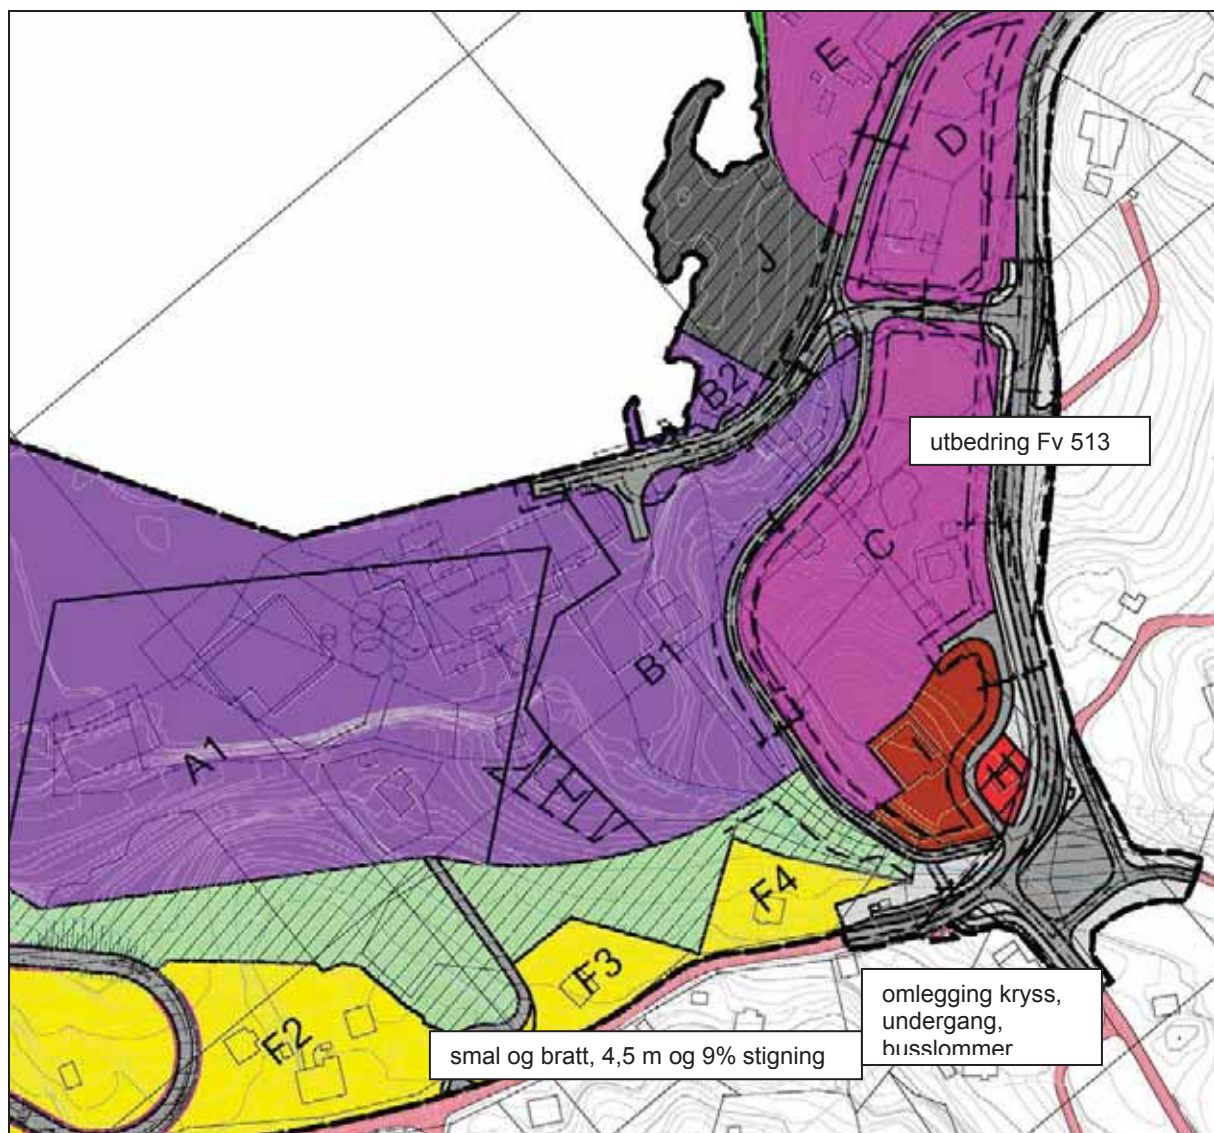 E
D
J
B2
utbedring Fv 513
C
B1
A1
I
H
F4
F3
F2
omlegging kryss,
undergang,
busslommer
smal og bratt, 4,5 m og 9% stigning